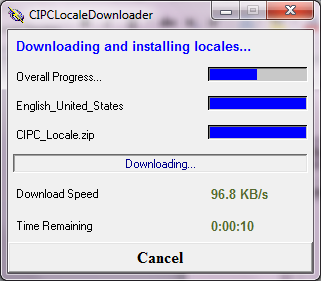 CIPCLocaleDownloader
Downloading and installing locales...
Overall Progress...
English_United_States
CIPC_Locale.zip
Downloading...
Download Speed 96.8 KB/s
Time Remaining 0:00:10
Cancel